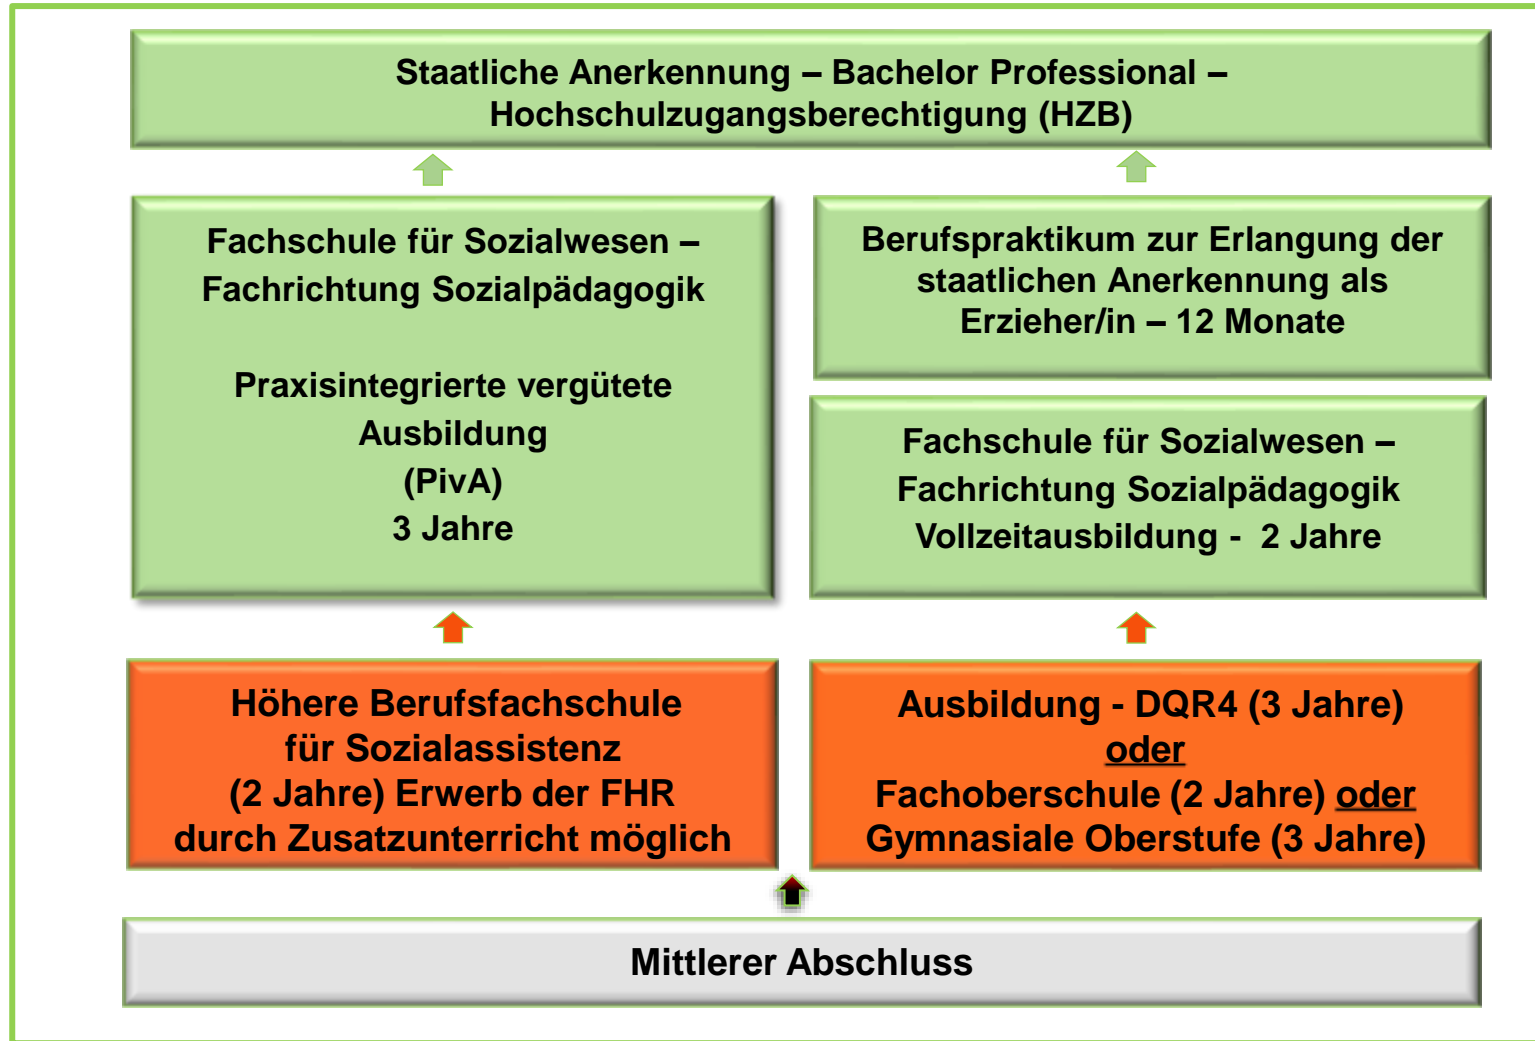 Staatliche Anerkennung – Bachelor Professional –
Hochschulzugangsberechtigung (HZB)
Fachschule für Sozialwesen –
Fachrichtung Sozialpädagogik
Praxisintegrierte vergütete
Ausbildung
(PivA)
3 Jahre
Berufspraktikum zur Erlangung der
staatlichen Anerkennung als
Erzieher/in – 12 Monate
Fachschule für Sozialwesen –
Fachrichtung Sozialpädagogik
Vollzeitausbildung - 2 Jahre
Höhere Berufsfachschule
für Sozialassistenz
(2 Jahre) Erwerb der FHR
durch Zusatzunterricht möglich
Ausbildung - DQR4 (3 Jahre)
oder
Fachoberschule (2 Jahre) oder
Gymnasiale Oberstufe (3 Jahre)
Mittlerer Abschluss